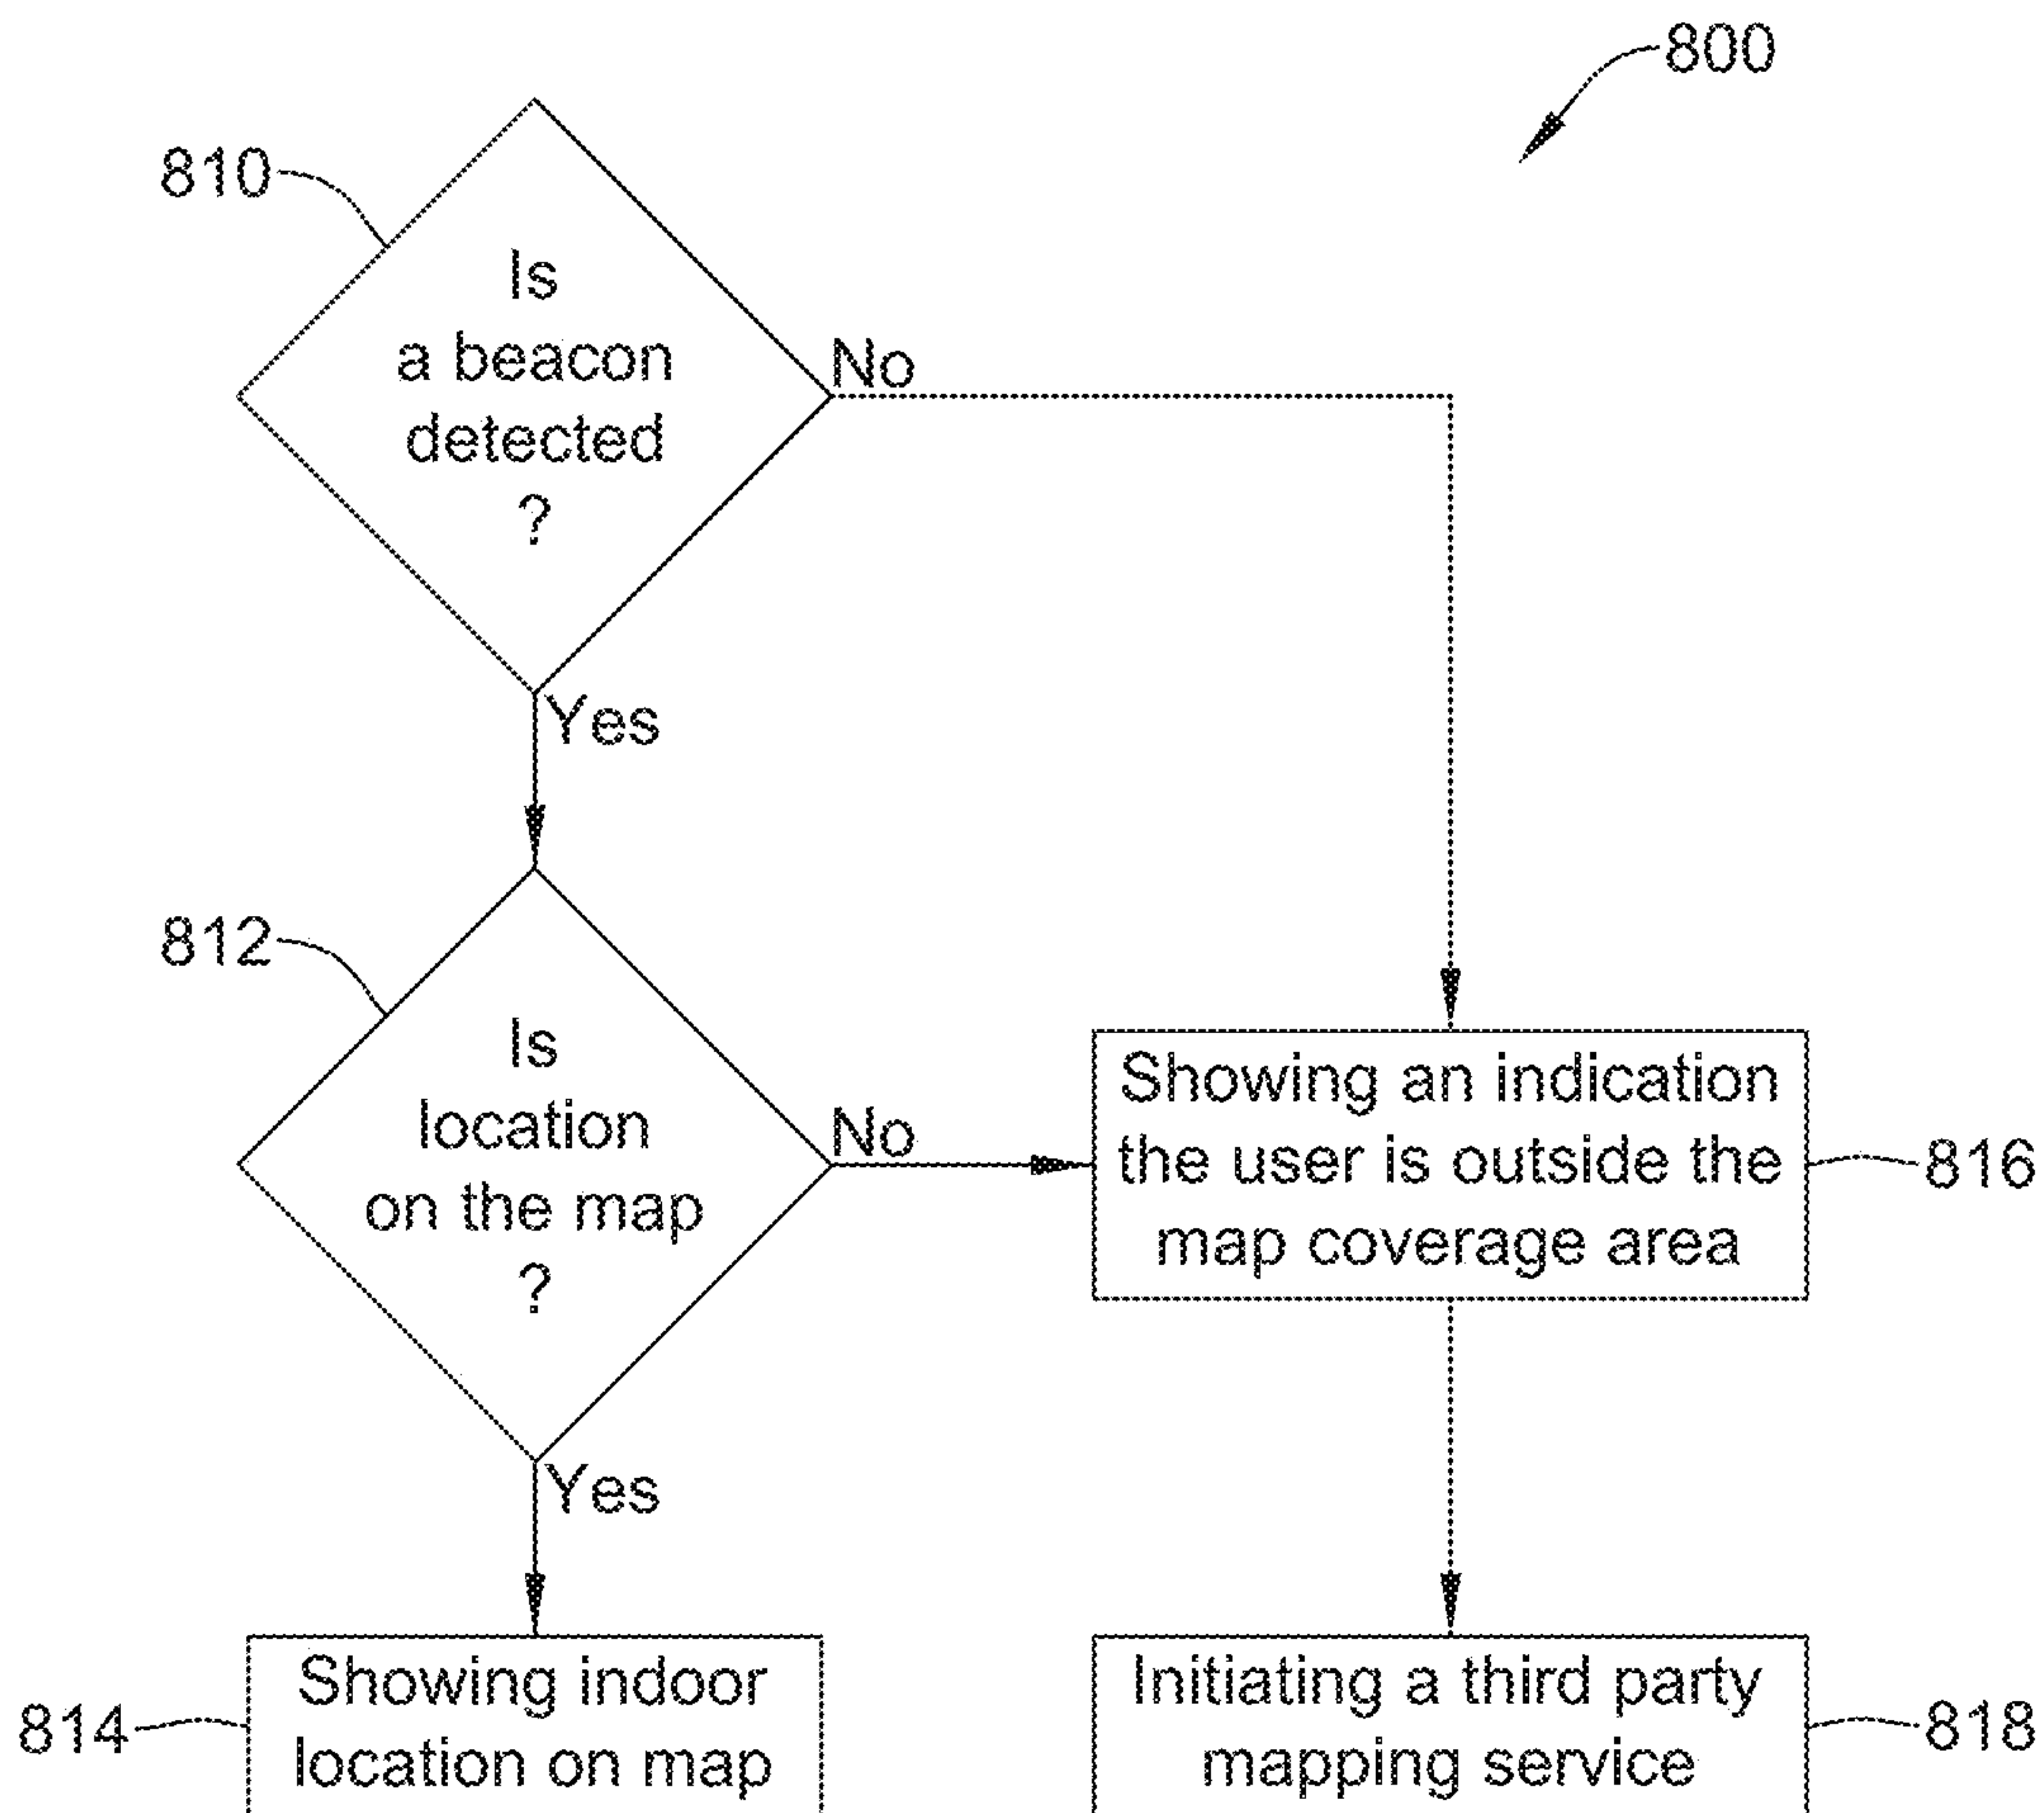 800
810
Is
a beacon
detected
?
No
Yes
812
Is
location
on the map
?
No
Yes
Showing an indication
the user is outside the
map coverage area
816
814
Showing indoor
location on map
Initiating a third party
mapping service
818